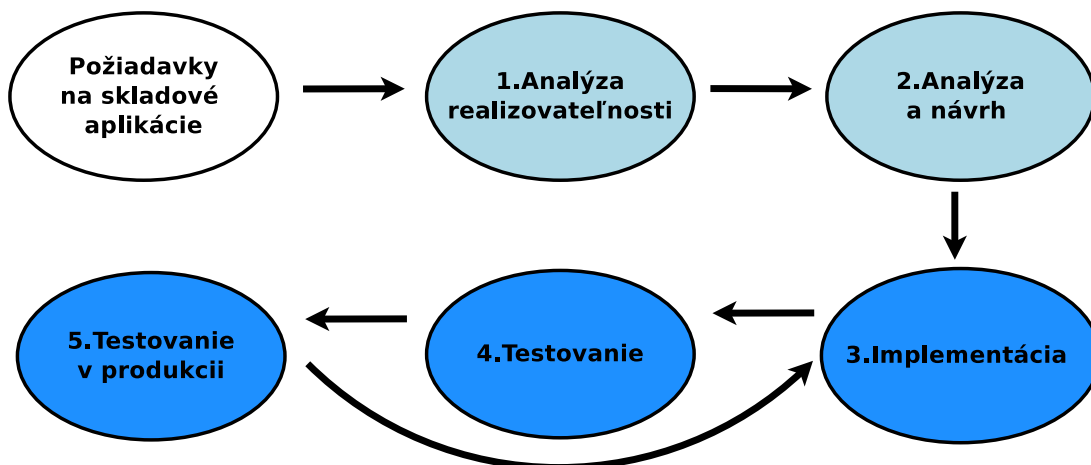 Požiadavky
na skladové
aplikácie
1.Analýza
realizovateľnosti
2.Analýza
a návrh
3.Implementácia
4.Testovanie
5.Testovanie
v produkcii